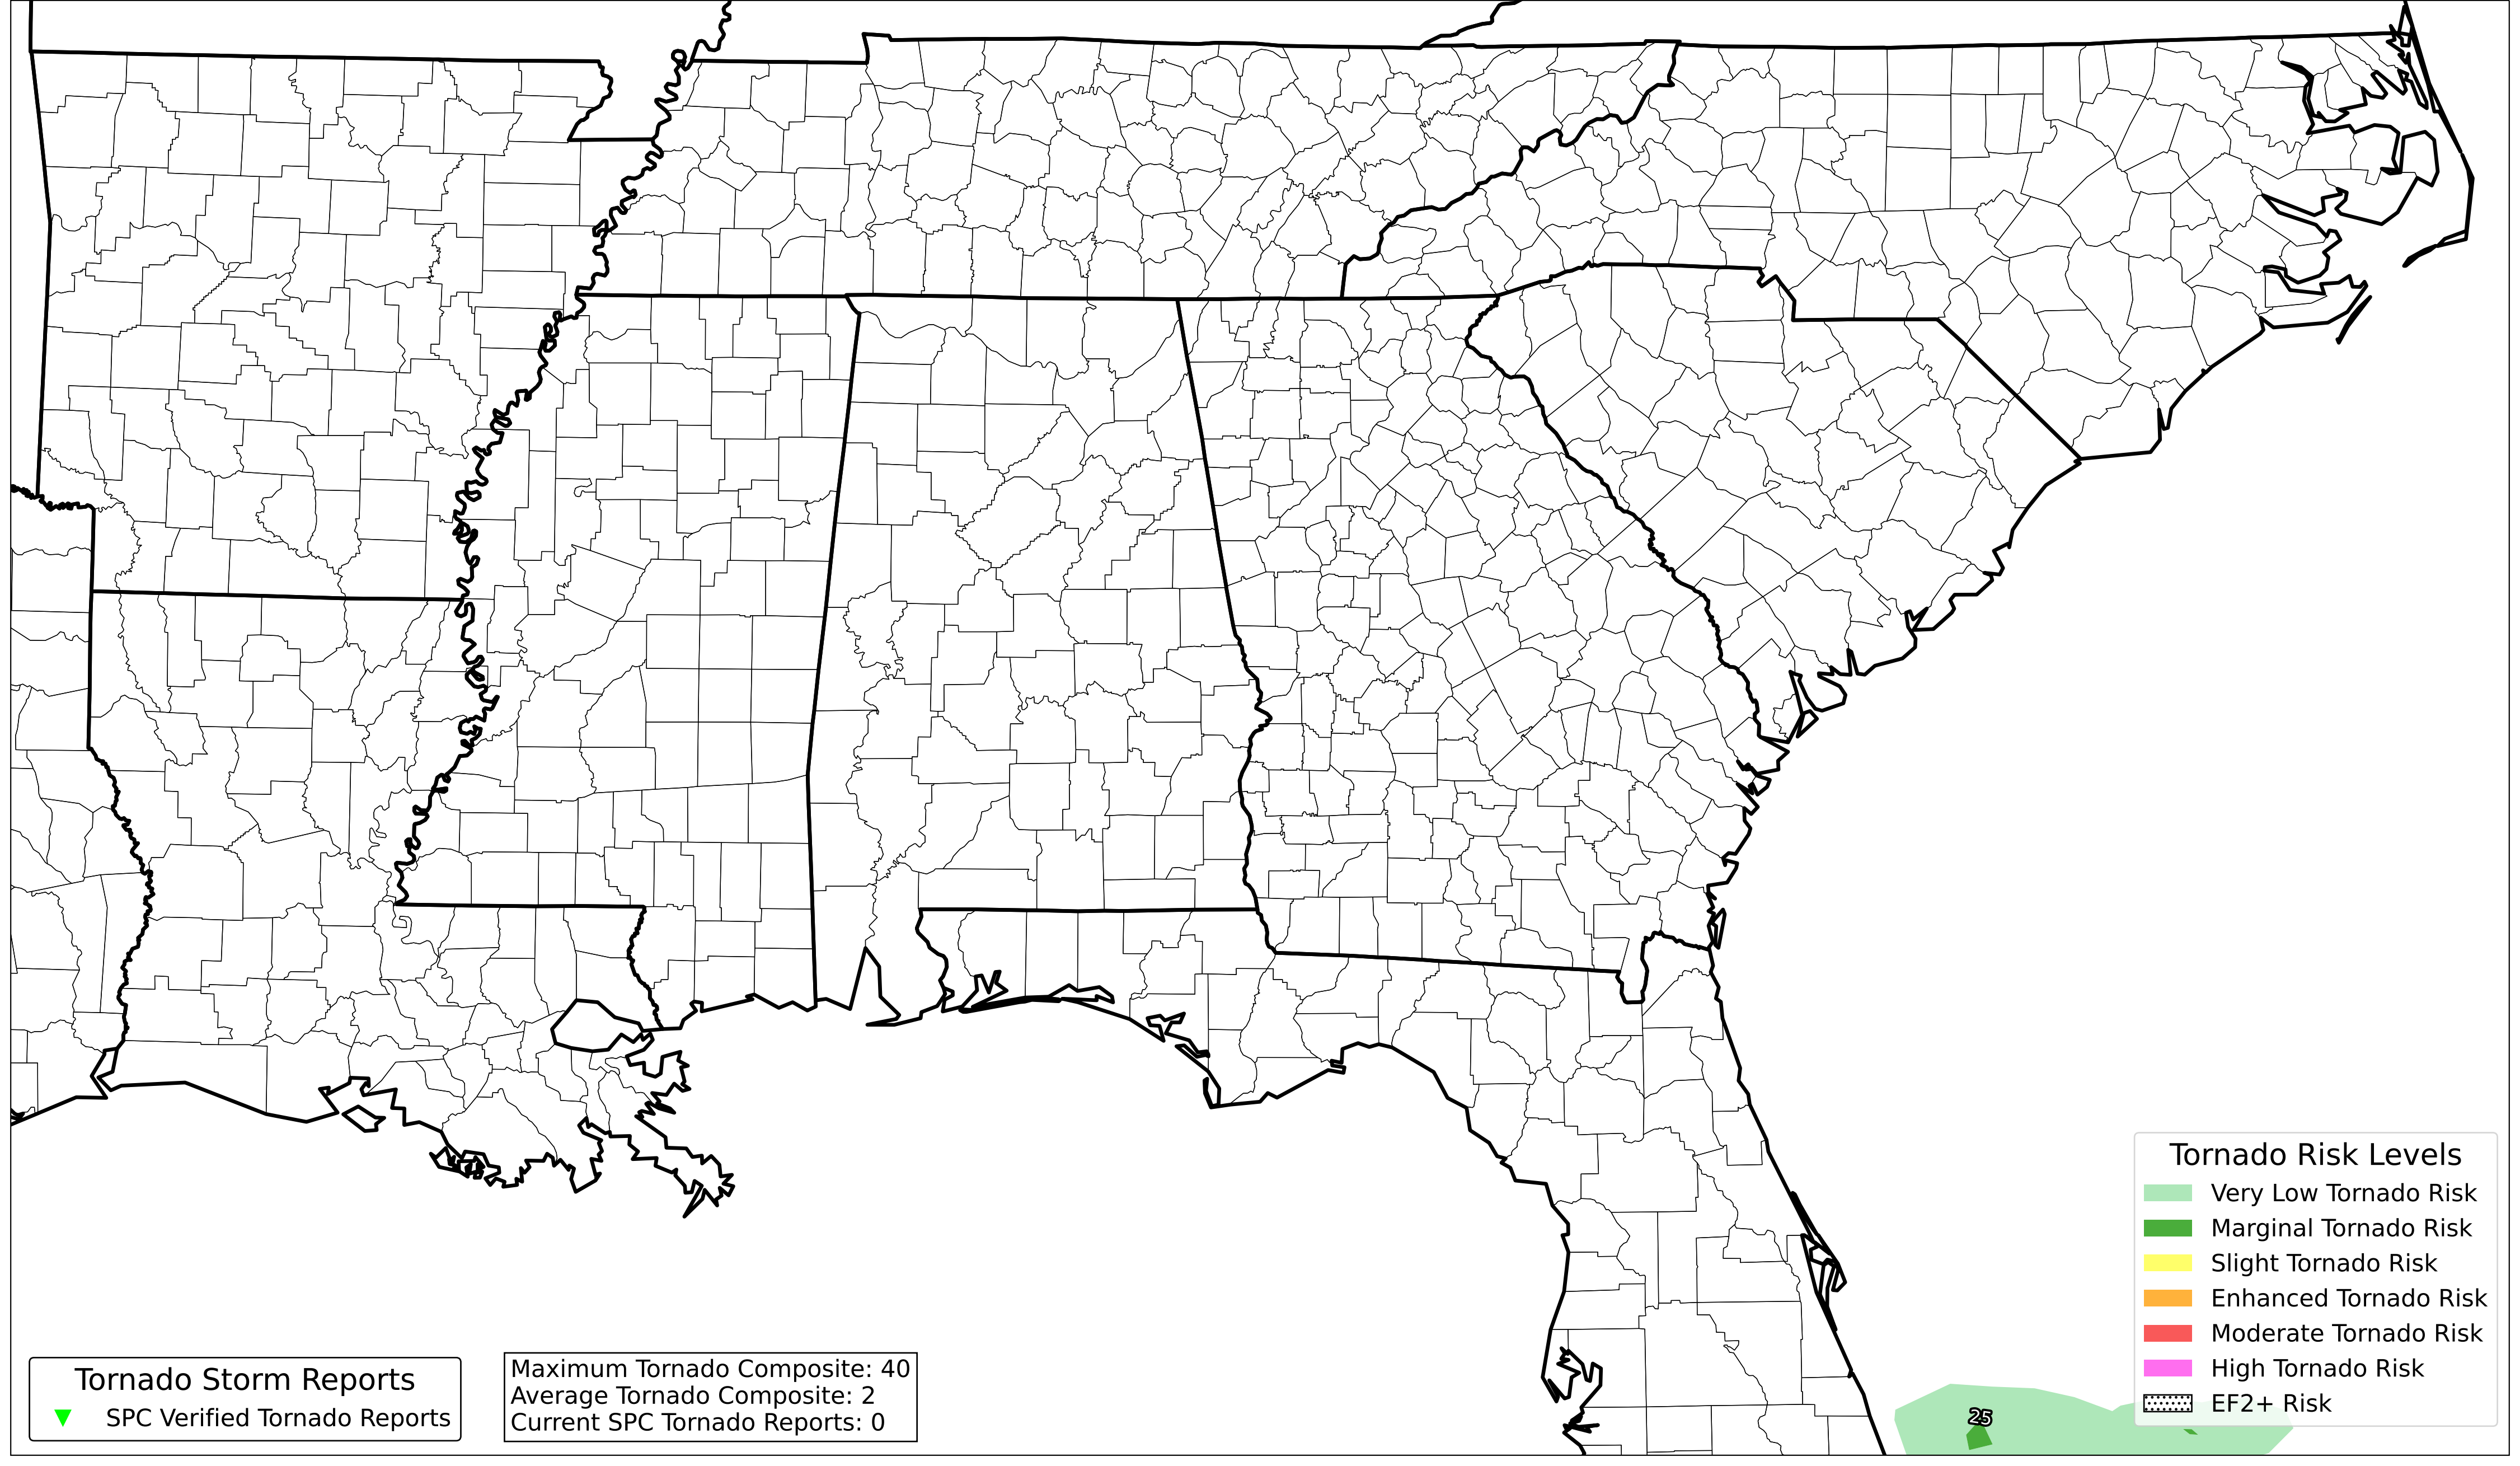 Tornado Risk Levels
Very Low Tornado Risk
Marginal Tornado Risk
Slight Tornado Risk
Enhanced Tornado Risk
Moderate Tornado Risk
High Tornado Risk
EF2+ Risk
Tornado Storm Reports
SPC Verified Tornado Reports
Maximum Tornado Composite: 40
Average Tornado Composite: 2
Current SPC Tornado Reports: 0
25